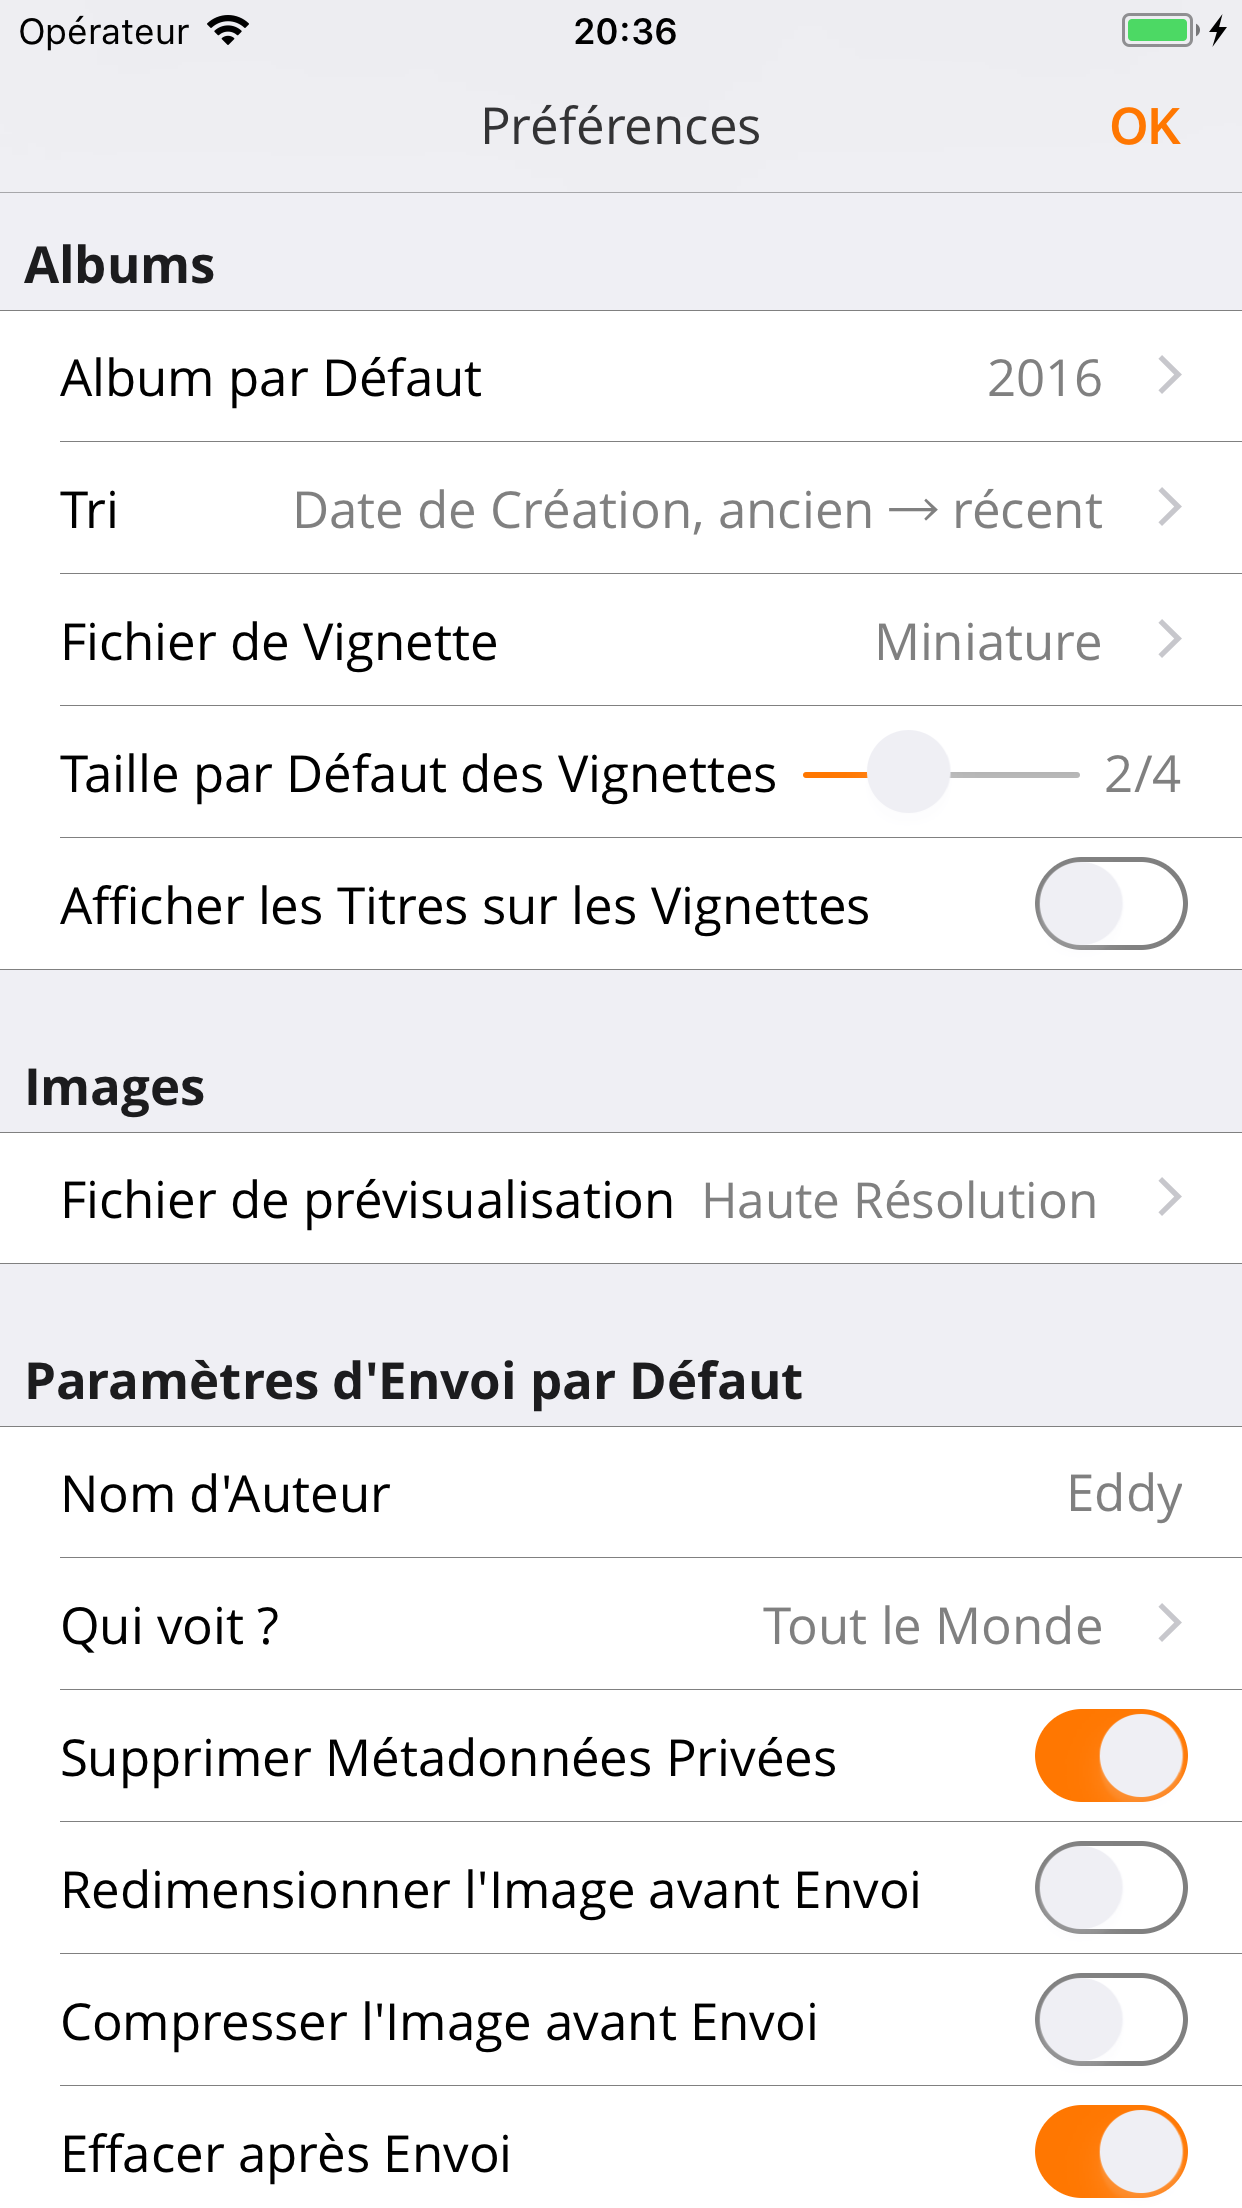 Opérateur 20:36
Préférences OK
Albums
Album par Défaut 2016
Tri Date de Création, ancien → récent
Fichier de Vignette Miniature
Taille par Défaut des Vignettes 2/4
Afficher les Titres sur les Vignettes
Images
Fichier de prévisualisation Haute Résolution
Paramètres d'Envoi par Défaut
Nom d'Auteur Eddy
Qui voit ? Tout le Monde
Supprimer Métadonnées Privées
Redimensionner l'Image avant Envoi
Compresser l'Image avant Envoi
Effacer après Envoi